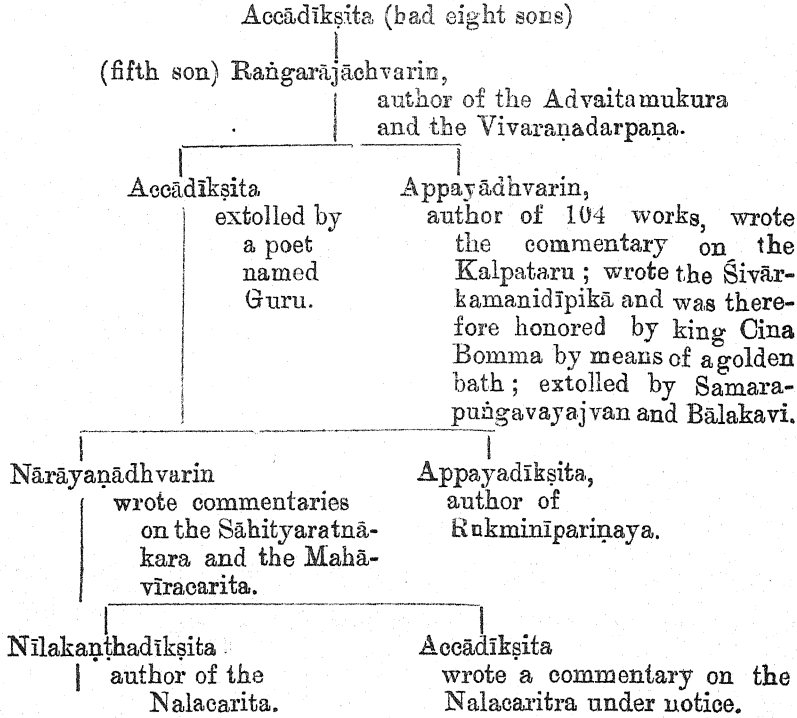 Accādīkṣita (bad eight sons)
(fifth son) Raṅgarājāchvarin,
author of the Advaitamukura
and the Vivaraṇadarpaṇa.
Accādīkṣita
extolled by
a poet
named
Guru.
Appayādhvarin,
author of 104 works, wrote
the commentary on the
Kalpataru ; wrote the Śivār-
kamanidīpikā and was there-
fore honored by king Cina
Bomma by means of a golden
bath ; extolled by Samara-
puṅgavayajvan and Bālakavi.
Nārāyaṇādhvarin
wrote commentaries
on the Sāhityaratnā-
kara and the Mahā-
vīracarita.
Appayadīkṣita,
author of
Rukminīpariṇaya.
Nīlakaṇṭhadīkṣita
author of the
Nalacarita.
Accādīkṣita
wrote a commentary on the
Nalacaritra under notice.